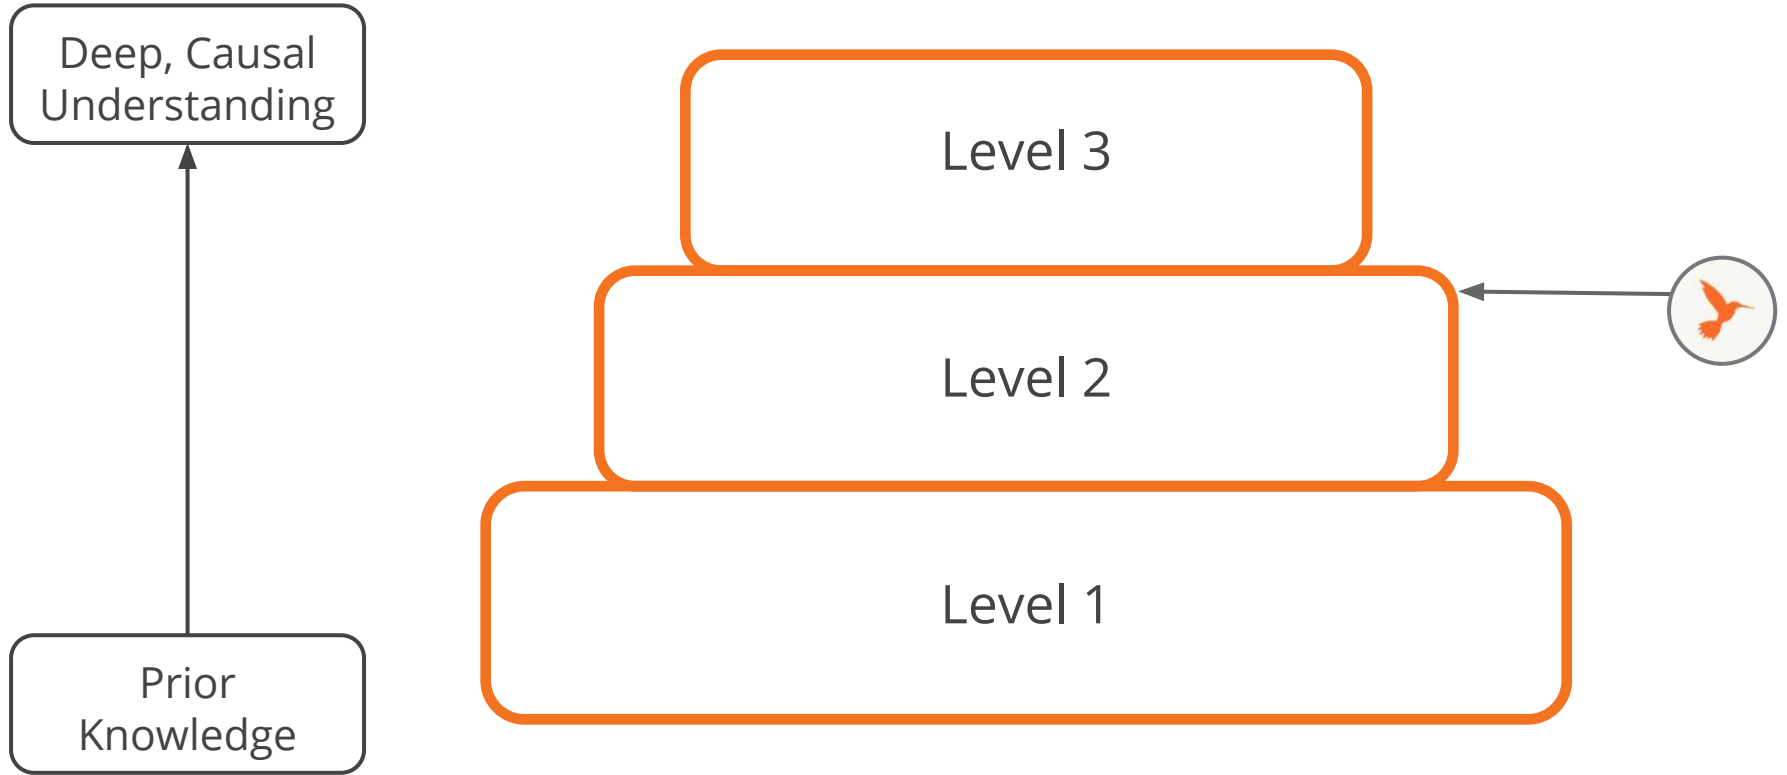 Deep, Causal
Understanding
Level 3
Level 2
Level 1
Prior
Knowledge